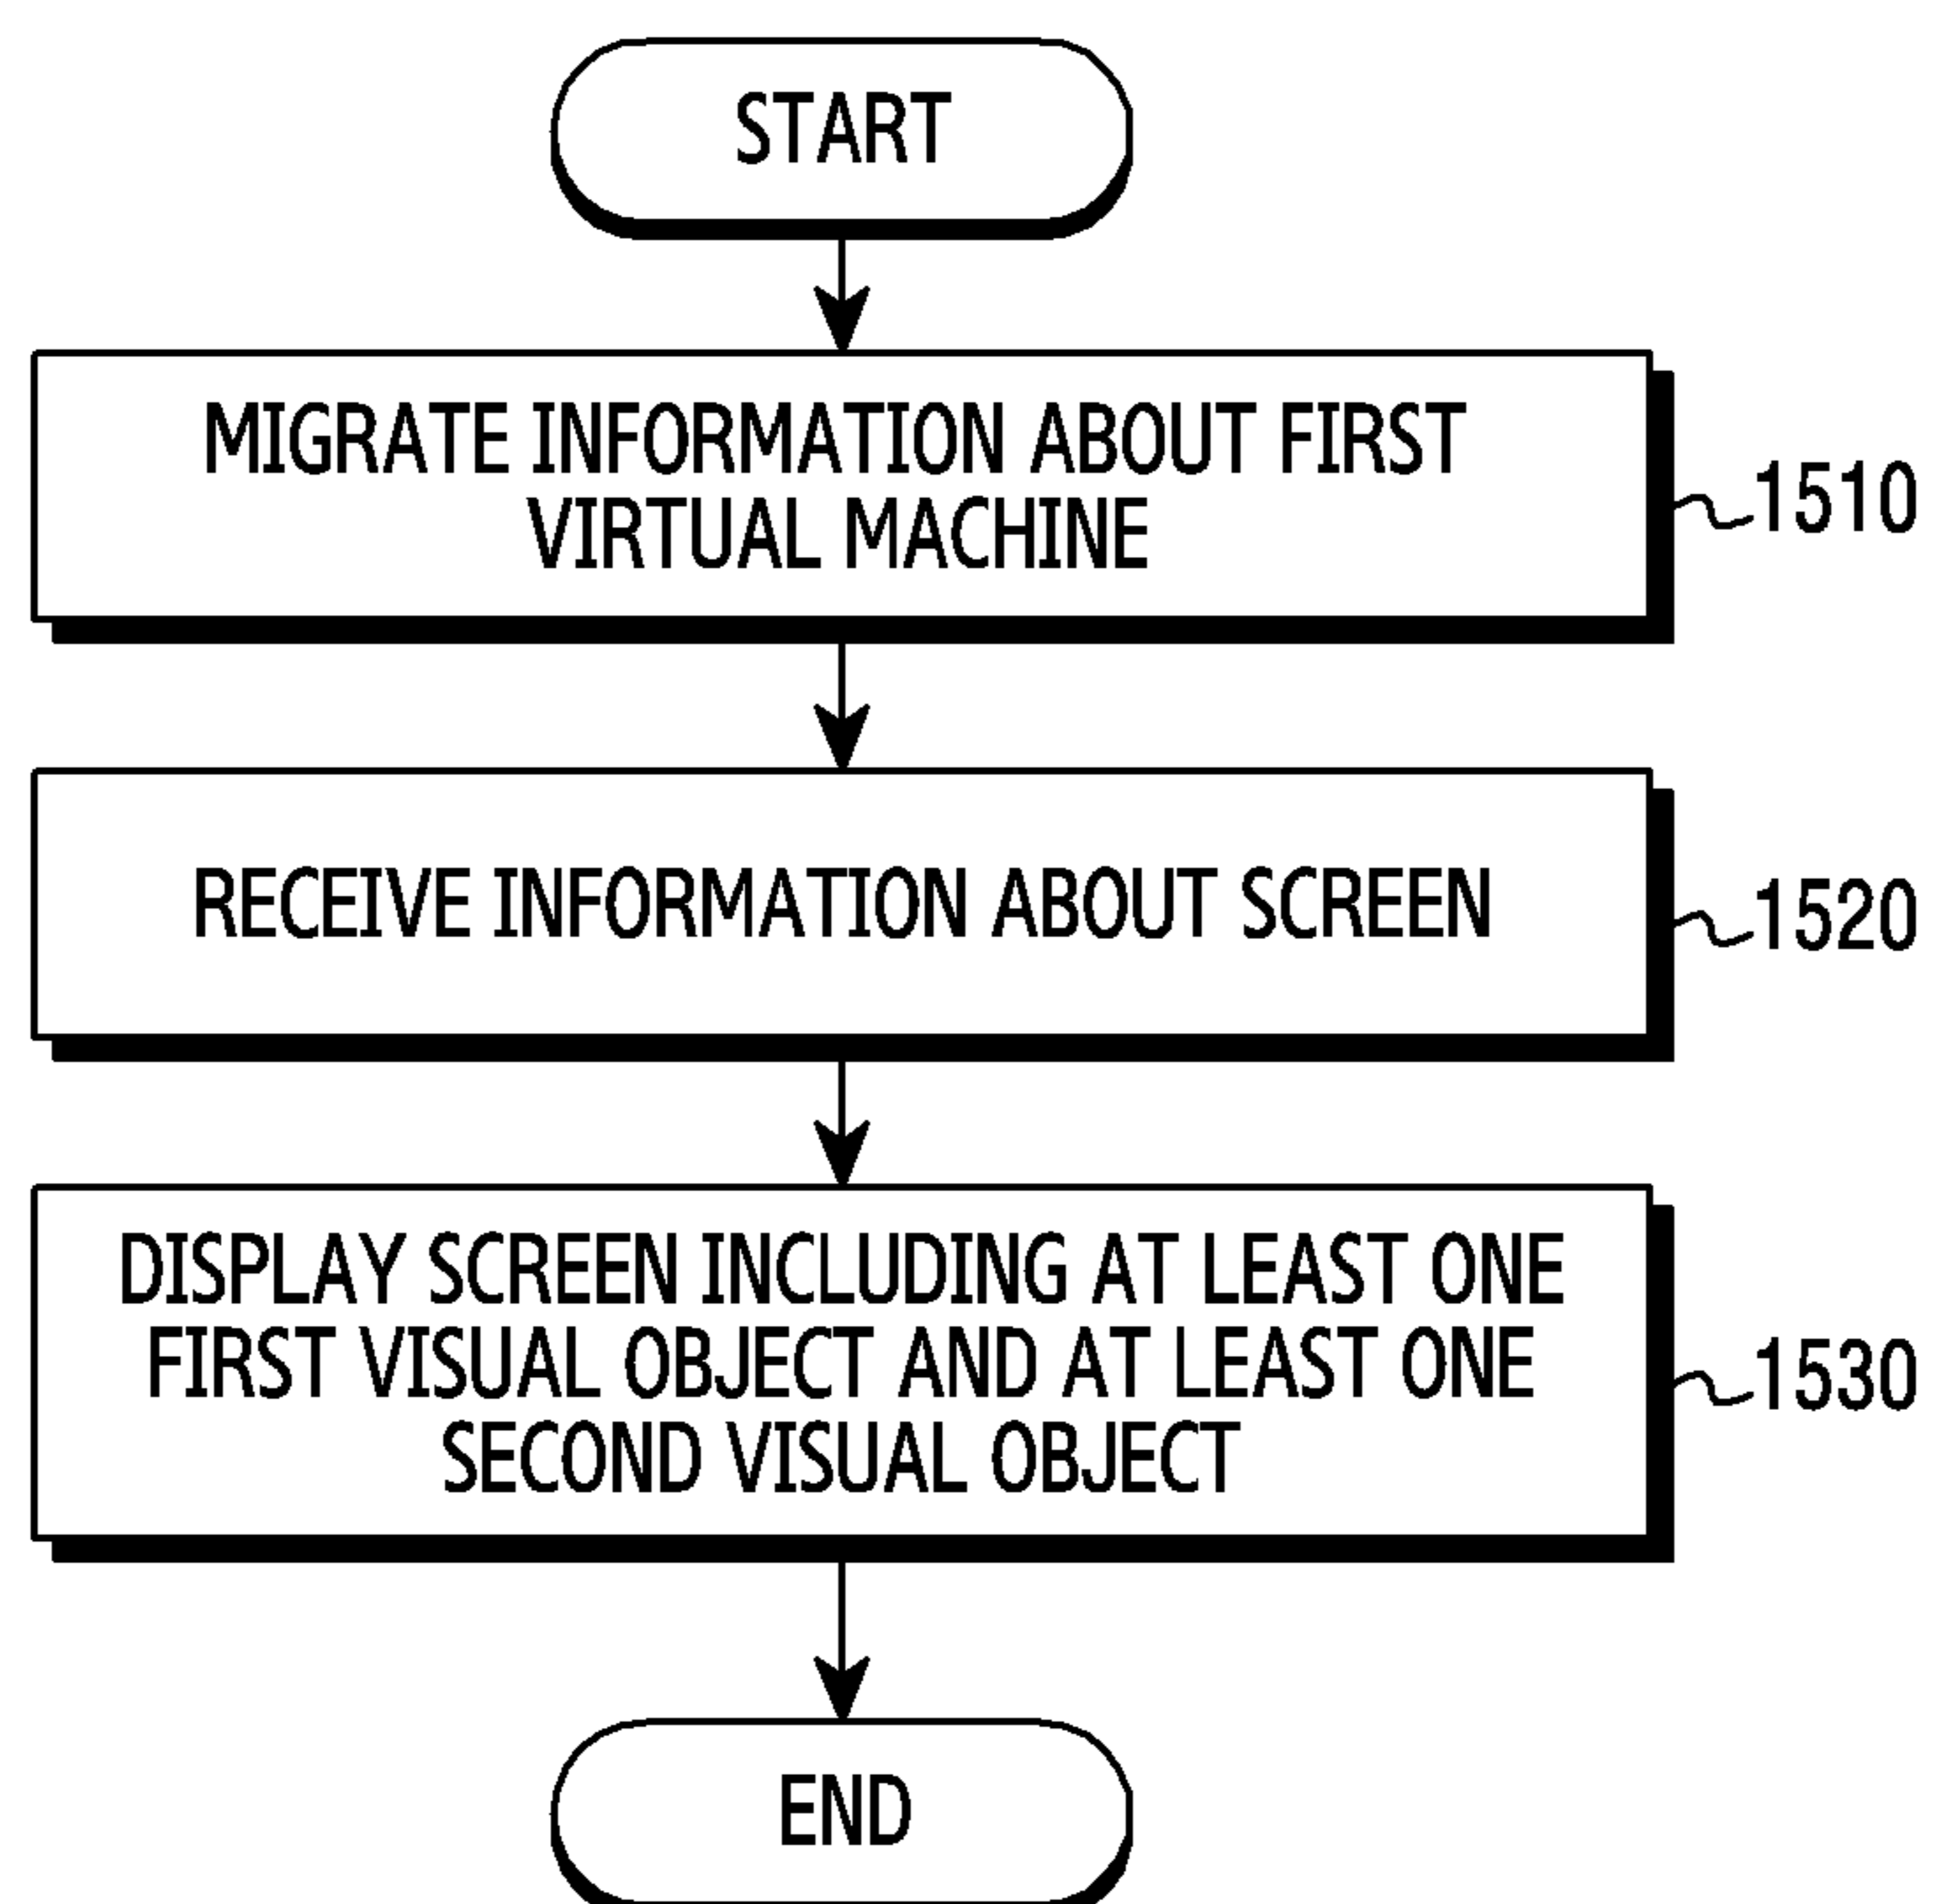 START
MIGRATE INFORMATION ABOUT FIRST
VIRTUAL MACHINE
1510
RECEIVE INFORMATION ABOUT SCREEN
1520
DISPLAY SCREEN INCLUDING AT LEAST ONE
FIRST VISUAL OBJECT AND AT LEAST ONE
SECOND VISUAL OBJECT
1530
END